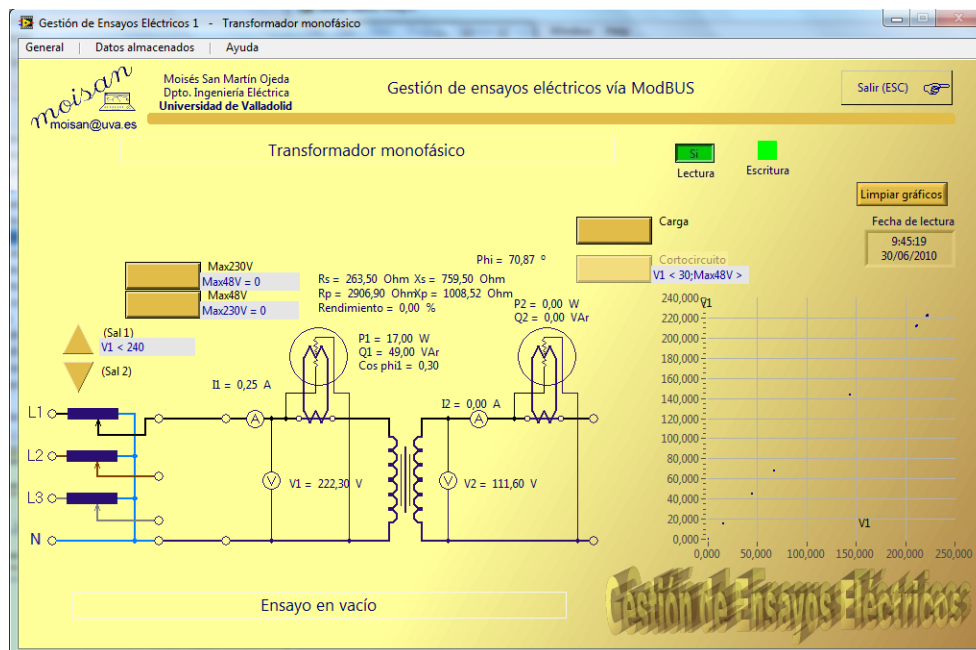 Gestión de Ensayos Eléctricos 1 - Transformador monofásico
General | Datos almacenados | Ayuda
moisan
moisan@uva.es
Moisés San Martín Ojeda
Dpto. Ingeniería Eléctrica
Universidad de Valladolid
Gestión de ensayos eléctricos vía ModBUS
Salir (ESC)
Transformador monofásico
Si
Lectura
Escritura
Limpiar gráficos
Fecha de lectura
9:45:19
30/06/2010
Carga
Cortocircuito
V1 < 30;Max48V >
Max230V
Max48V = 0
Max48V
Max230V = 0
Phi = 70,87 º
Rs = 263,50 Ohm Xs = 759,50 Ohm
Rp = 2906,90 OhmXp = 1008,52 Ohm
Rendimiento = 0,00 %
P2 = 0,00 W
Q2 = 0,00 VAr
(Sal 1)
V1 < 240
(Sal 2)
P1 = 17,00 W
Q1 = 49,00 VAr
Cos phi1 = 0,30
I1 = 0,25 A
I2 = 0,00 A
L1
L2
L3
N
A
A
V
V
V1 = 222,30 V
V2 = 111,60 V
V1
240,000
220,000
200,000
180,000
160,000
140,000
120,000
100,000
80,000
60,000
40,000
20,000
0,000
V1
0,000 50,000 100,000 150,000 200,000 250,000
Ensayo en vacío
Gestión de Ensayos Eléctricos